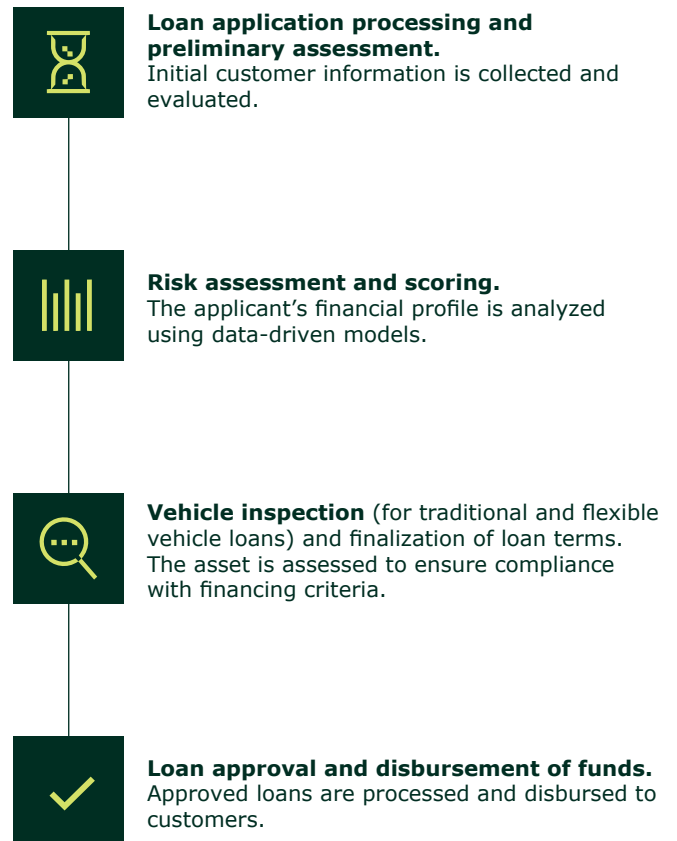 Loan application processing and
preliminary assessment.
Initial customer information is collected and
evaluated.
Risk assessment and scoring.
The applicant’s financial profile is analyzed
using data-driven models.
Vehicle inspection (for traditional and flexible
vehicle loans) and finalization of loan terms.
The asset is assessed to ensure compliance
with financing criteria.
Loan approval and disbursement of funds.
Approved loans are processed and disbursed to
customers.